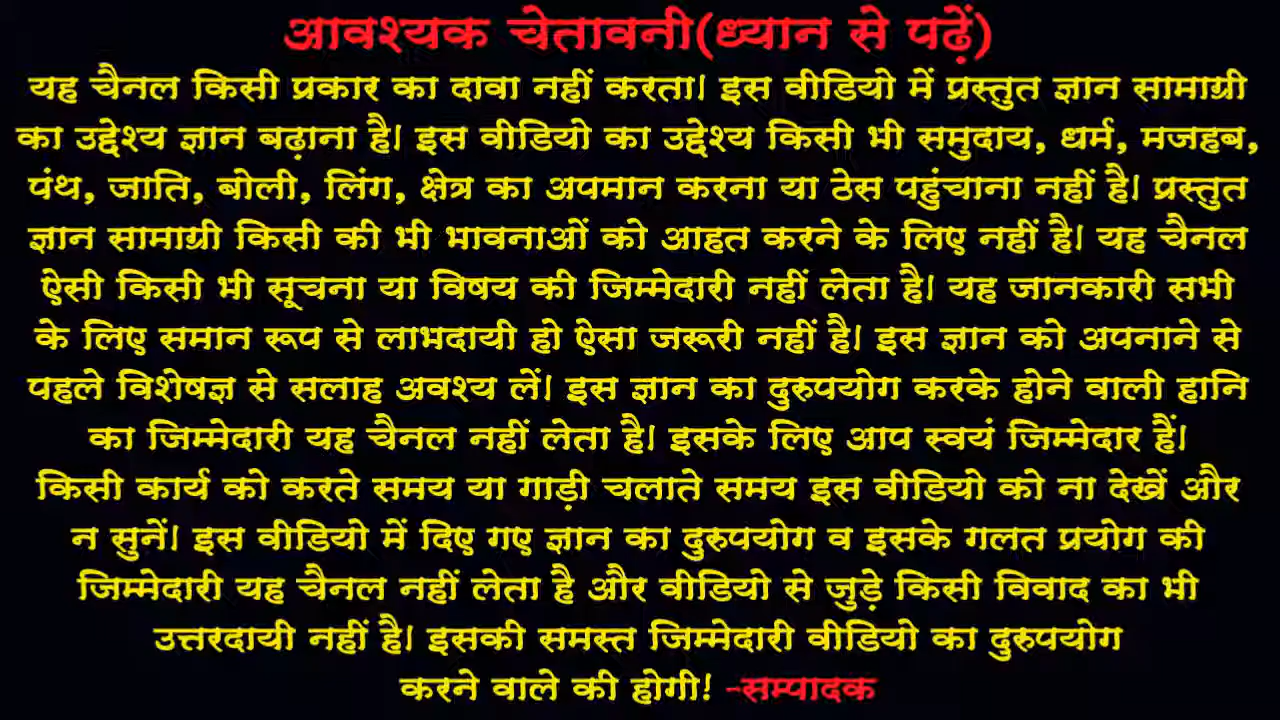 आवश्यक चेतावनी(ध्यान से पढ़ें)
यह चैनल किसी प्रकार का दावा नहीं करता। इस वीडियो में प्रस्तुत ज्ञान सामाग्री
का उद्देश्य ज्ञान बढ़ाना है। इस वीडियो का उद्देश्य किसी भी समुदाय, धर्म, मजहब,
पंथ, जाति, बोली, लिंग, क्षेत्र का अपमान करना या ठेस पहुंचाना नहीं है। प्रस्तुत
ज्ञान सामाग्री किसी की भी भावनाओं को आहत करने के लिए नहीं है। यह चैनल
ऐसी किसी भी सूचना या विषय की जिम्मेदारी नहीं लेता है। यह जानकारी सभी
के लिए समान रूप से लाभदायी हो ऐसा जरूरी नहीं है। इस ज्ञान को अपनाने से
पहले विशेषज्ञ से सलाह अवश्य लें। इस ज्ञान का दुरुपयोग करके होने वाली हानि
का जिम्मेदारी यह चैनल नहीं लेता है। इसके लिए आप स्वयं जिम्मेदार हैं।
किसी कार्य को करते समय या गाड़ी चलाते समय इस वीडियो को ना देखें और
न सुनें। इस वीडियो में दिए गए ज्ञान का दुरुपयोग व इसके गलत प्रयोग की
जिम्मेदारी यह चैनल नहीं लेता है और वीडियो से जुड़े किसी विवाद का भी
उत्तरदायी नहीं है। इसकी समस्त जिम्मेदारी वीडियो का दुरुपयोग
करने वाले की होगी! -सम्पादक